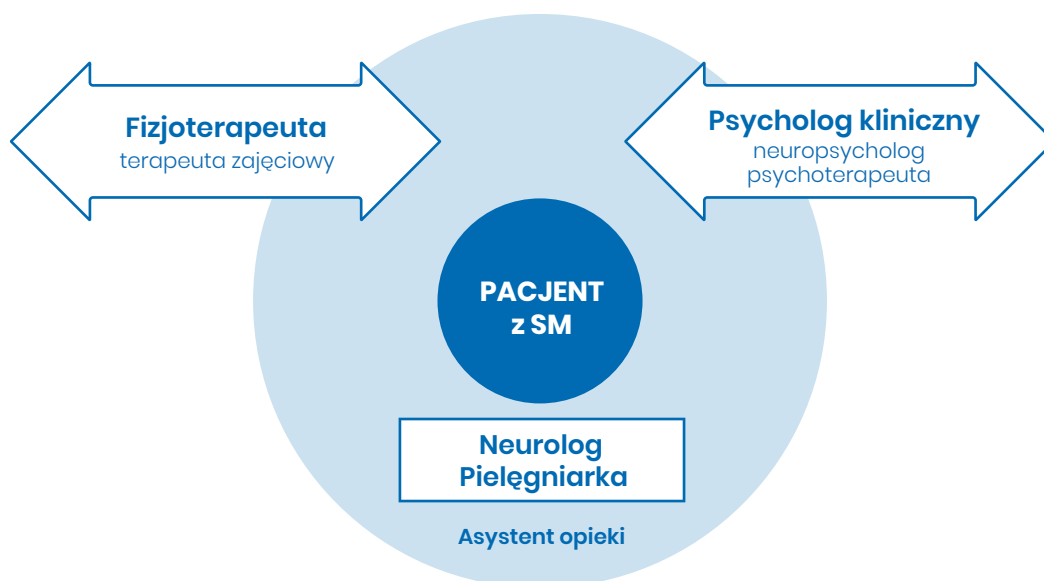 Fizjoterapeuta
terapeuta zajęciowy
Psycholog kliniczny
neuropsycholog
psychoterapeuta
PACJENT
z SM
Neurolog
Pielęgniarka
Asystent opieki